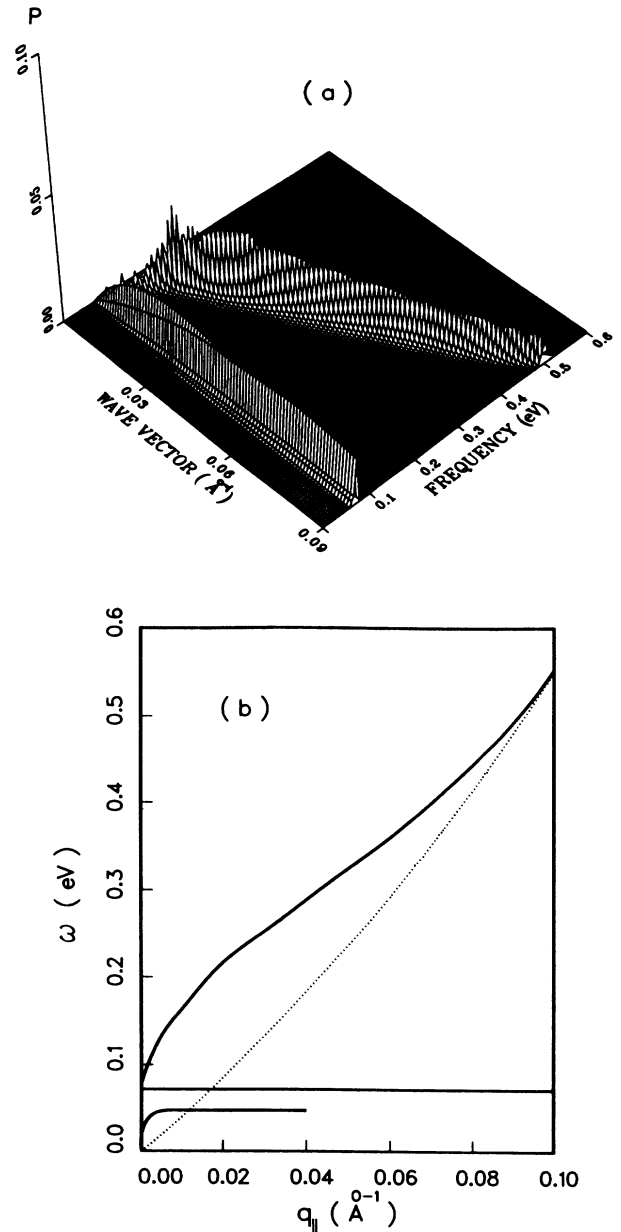 P
0.10
( a )
0.05
0.00
0.6
0.5
0.4
0.3
0.2
0.1
0.03
0.06
0.09
WAVE VECTOR ( Å⁻¹ )
FREQUENCY (eV)
0.6
( b )
0.5
0.4
0.3
0.2
0.1
0.0
ω ( eV )
0.00 0.02 0.04 0.06 0.08 0.10
q∥ ( Å⁻¹ )